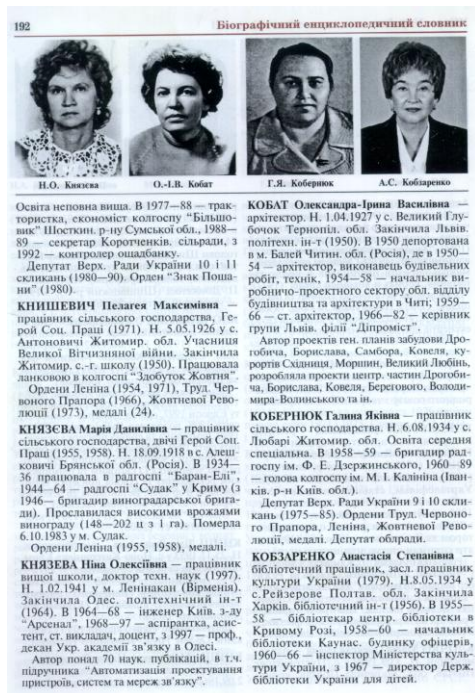 192
Біографічний енциклопедичний словник
Н.О. Князєва
О.-І.В. Кобат
Г.Я. Кобернюк
А.С. Кобзаренко
Освіта неповна вища. В 1977—88 — трак-
тористка, економіст колгоспу "Більшо-
вик" Шосткин. р-ну Сумської обл., 1988—
89 — секретар Коротченків. сільради, з
1992 — контролер ощадбанку.
Депутат Верх. Ради України 10 і 11
скликань (1980—90). Орден "Знак Поша-
ни" (1980).
КНИШЕВИЧ Пелагея Максимівна —
працівник сільського господарства, Ге-
рой Соц. Праці (1971). Н. 5.05.1926 у с.
Антоновичі Житомир. обл. Учасниця
Великої Вітчизняної війни. Закінчила
Житомир. с.-г. школу (1950). Працювала
ланковою в колгоспі "Здобуток Жовтня".
Ордени Леніна (1954, 1971), Труд. Чер-
воного Прапора (1966), Жовтневої Рево-
люції (1973), медалі (24).
КНЯЗЄВА Марія Данилівна — працівник
сільського господарства, двічі Герой Соц.
Праці (1955, 1958). Н. 18.09.1918 в с. Алеш-
ковичі Брянської обл. (Росія). В 1934—
36 працювала в радгоспі "Баран-Елі",
1944—64 — радгоспі "Судак" у Криму (з
1946— бригадир виноградарської брига-
ди). Прославилася високими врожаями
винограду (148—202 ц з 1 га). Померла
6.10.1983 у м. Судак.
Ордени Леніна (1955, 1958), медалі.
КНЯЗЄВА Ніна Олексіївна — працівник
вищої школи, доктор техн. наук (1997).
Н. 1.02.1941 у м. Ленінакан (Вірменія).
Закінчила Одес. політехнічний ін-т
(1964). В 1964—68 — інженер Київ. з-ду
"Арсенал", 1968—97 — аспірантка, асис-
тент, ст. викладач, доцент, з 1997 — проф.,
декан Укр. академії зв'язку в Одесі.
Автор понад 70 наук. публікацій, в т.ч.
підручника "Автоматизація проектування
пристроїв, систем та мереж зв'язку".
КОБАТ Олександра-Ірина Василівна —
архітектор. Н. 1.04.1927 у с. Великий Глу-
бочок Тернопіл. обл. Закінчила Львів.
політехн. ін-т (1950). В 1950 депортована
в м. Балей Читин. обл. (Росія), де в 1950—
54 — архітектор, виконавець будівельних
робіт, технік, 1954—58 — начальник ви-
робничо-проектного сектору обл. відділу
будівництва та архітектури в Читі; 1959—
66 — ст. архітектор, 1966—82 — керівник
групи Львів. філії "Діпроміст".
Автор проектів ген. планів забудови Дро-
гобича, Борислава, Самбора, Ковеля, ку-
рортів Східниця, Моршин, Великий Любінь,
розробляла проекти центр. частин Дрогоби-
ча, Борислава, Ковеля, Берегового, Володи-
мира-Волинського та ін.
КОБЕРНЮК Галина Яківна — працівник
сільського господарства. Н. 6.08.1934 у с.
Любарі Житомир. обл. Освіта середня
спеціальна. В 1958—59 — бригадир рад-
госпу ім. Ф. Е. Дзержинського, 1960—89
— голова колгоспу ім. М. І. Калініна (Іван-
ків. р-н Київ. обл.).
Депутат Верх. Ради України 9 і 10 скли-
кань (1975—85). Ордени Труд. Червоно-
го Прапора, Леніна, Жовтневої Рево-
люції, медалі. Депутат облради.
КОБЗАРЕНКО Анастасія Степанівна —
бібліотечний працівник, засл. працівник
культури України (1979). Н.8.05.1934 у
с.Рейзерове Полтав. обл. Закінчила
Харків. бібліотечний ін-т (1956). В 1955—
58 — бібліотекар центр. бібліотеки в
Кривому Розі, 1958—60 — начальник
бібліотеки Каунас. будинку офіцерів,
1960—66 — інспектор Міністерства куль-
тури України, з 1967 — директор Держ.
бібліотеки України для дітей.